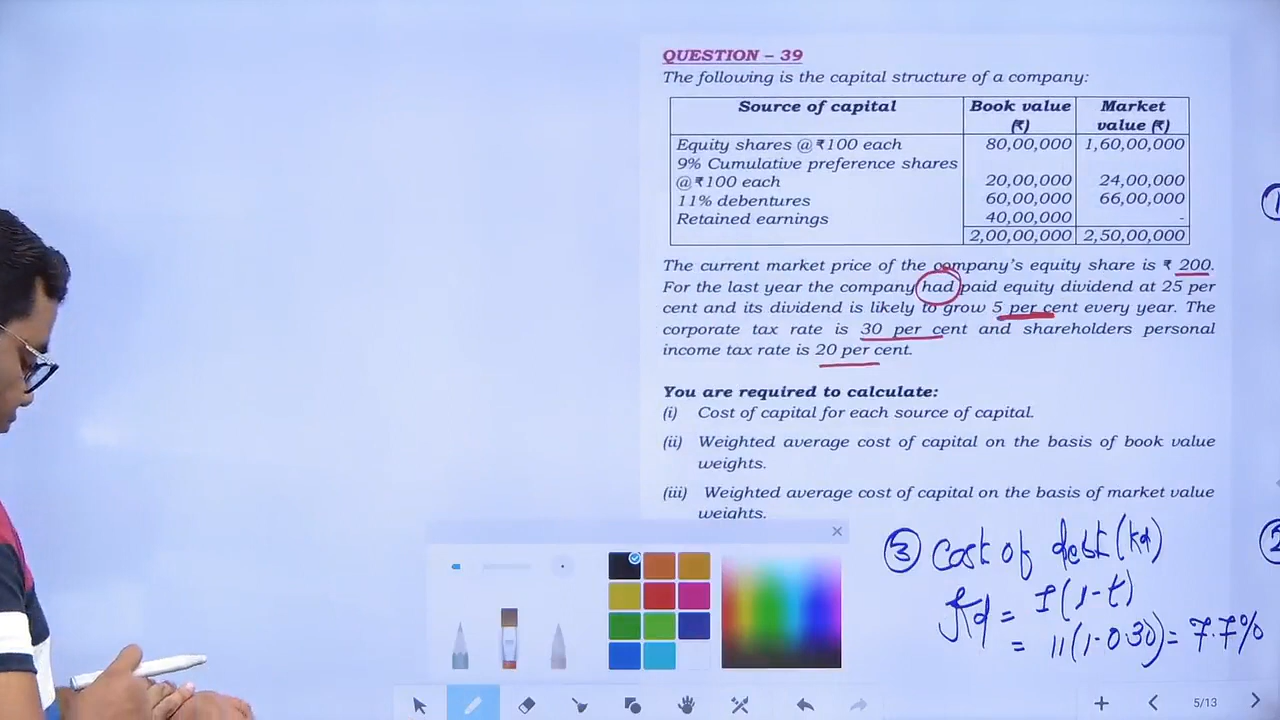 QUESTION – 39
The following is the capital structure of a company:
Source of capital Book value (₹) Market value (₹)
Equity shares @ ₹100 each 80,00,000 1,60,00,000
9% Cumulative preference shares
@ ₹100 each 20,00,000 24,00,000
11% debentures 60,00,000 66,00,000
Retained earnings 40,00,000 -
2,00,00,000 2,50,00,000
The current market price of the company's equity share is ₹ 200.
For the last year the company had paid equity dividend at 25 per
cent and its dividend is likely to grow 5 per cent every year. The
corporate tax rate is 30 per cent and shareholders personal
income tax rate is 20 per cent.
You are required to calculate:
(i) Cost of capital for each source of capital.
(ii) Weighted average cost of capital on the basis of book value
weights.
(iii) Weighted average cost of capital on the basis of market value
weights.
③ Cost of debt (kd)
Kd = I(1-t)
= 11(1-0.30) = 7.7%
5/13